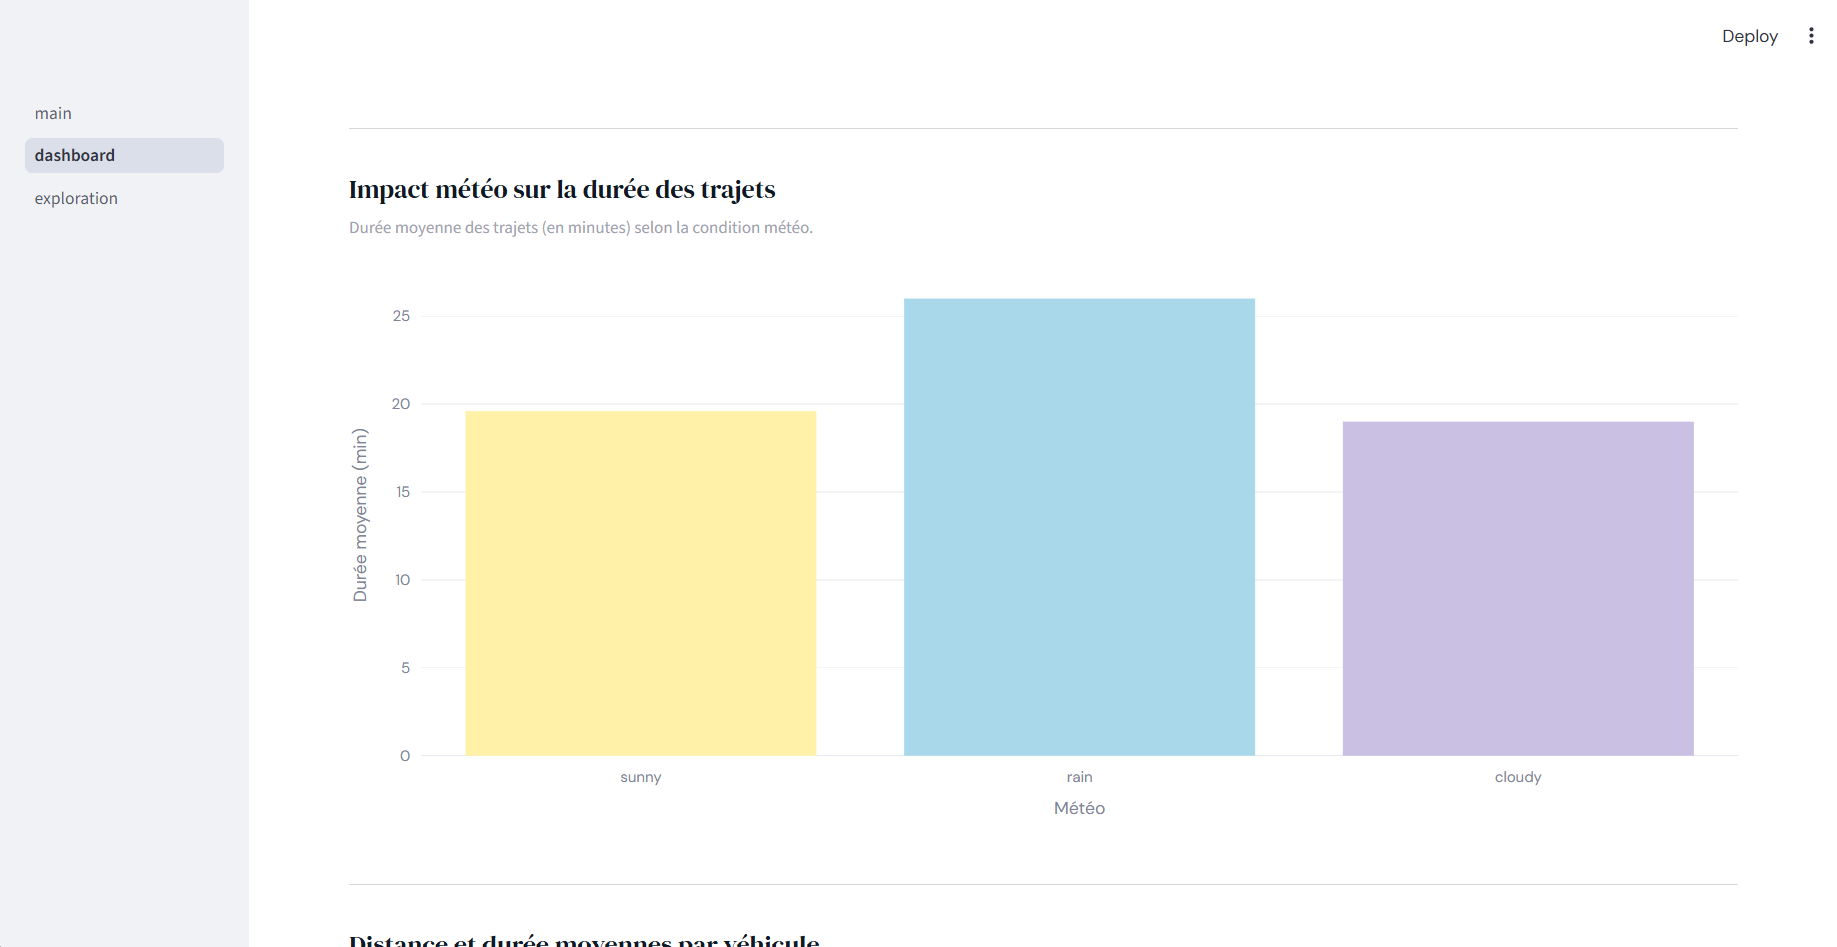 Deploy
main
dashboard
exploration
Impact météo sur la durée des trajets
Durée moyenne des trajets (en minutes) selon la condition météo.
25
20
15
10
5
0
Durée moyenne (min)
sunny
rain
cloudy
Météo
Distance et durée moyennes par véhicule